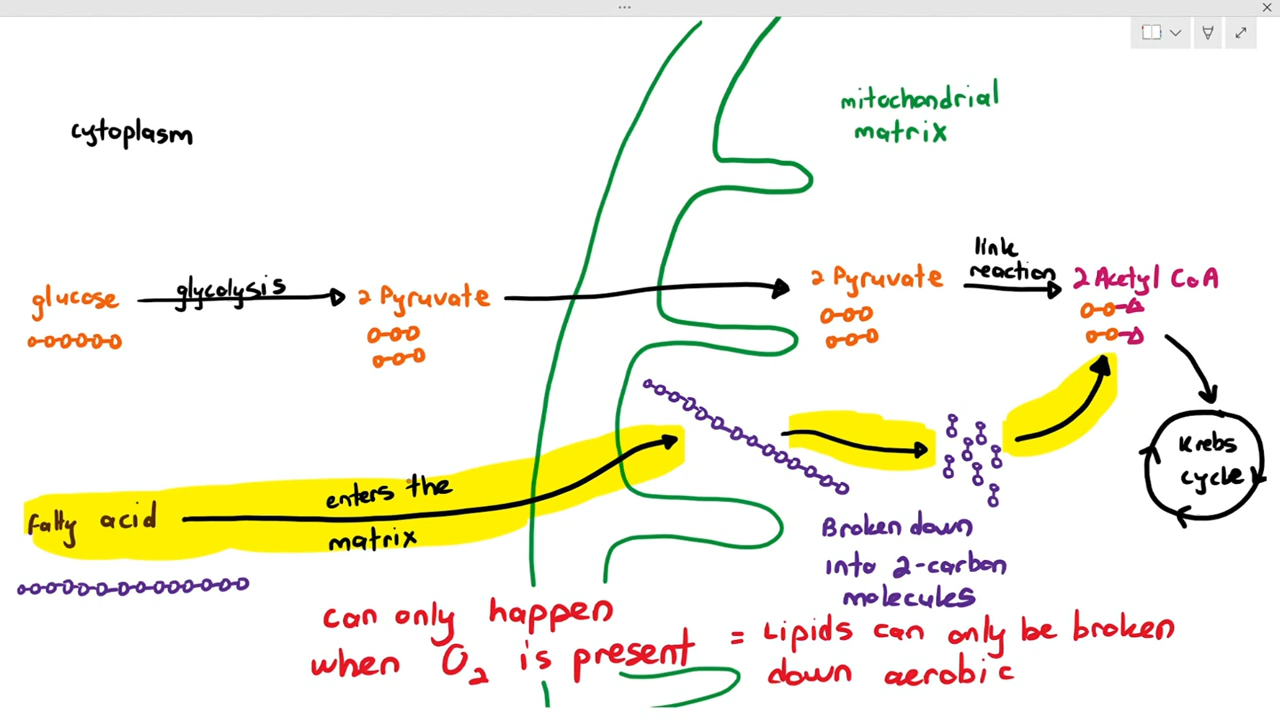 cytoplasm
mitochondrial
matrix
glucose
glycolysis
2 Pyruvate
2 Pyruvate
link
reaction
2 Acetyl CoA
Krebs
cycle
Fatty acid
enters the
matrix
Broken down
into 2-carbon
molecules
can only happen
when O₂ is present
= Lipids can only be broken
down aerobic